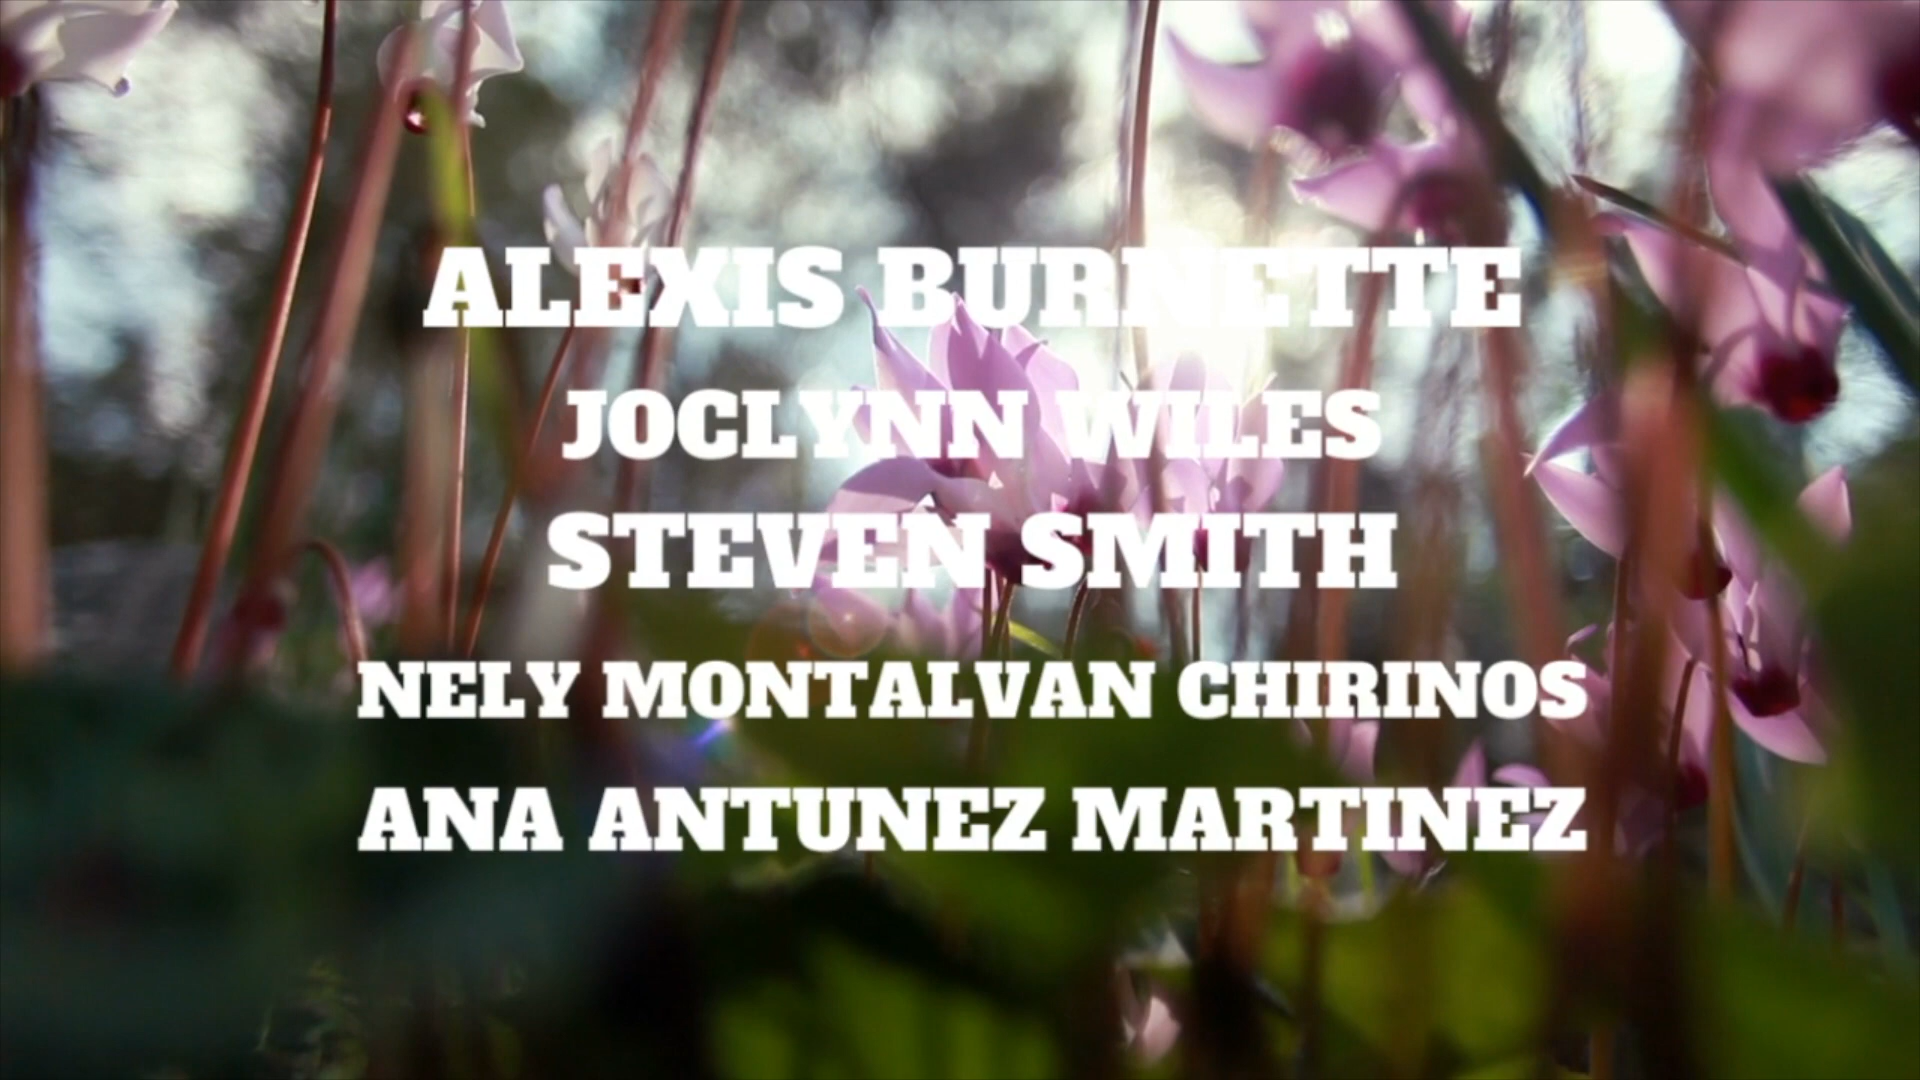 ALEXIS BURNETTE
JOCLYNN WILES
STEVEN SMITH
NELY MONTALVAN CHIRINOS
ANA ANTUNEZ MARTINEZ